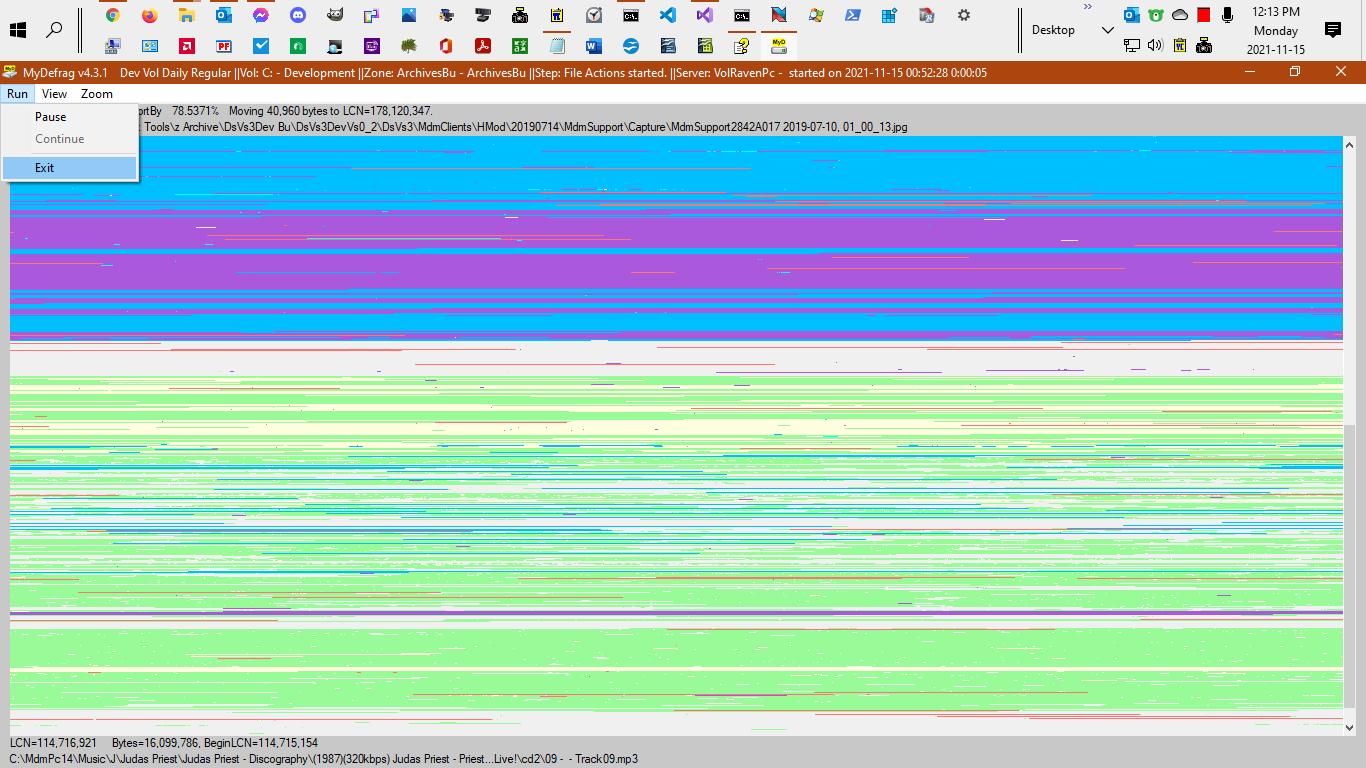 12:13 PM
Desktop
Monday
2021-11-15
MyDefrag v4.3.1 Dev Vol Daily Regular ||Vol: C: - Development ||Zone: ArchivesBu - ArchivesBu ||Step: File Actions started. ||Server: VolRavenPc - started on 2021-11-15 00:52:28 0:00:05
Run View Zoom
ortBy 78.5371% Moving 40,960 bytes to LCN=178,120,347.
Pause
Tools\z Archive\DsVs3Dev Bu\DsVs3DevVs0_2\DsVs3\MdmClients\HMod\20190714\MdmSupport\Capture\MdmSupport2842A017 2019-07-10, 01_00_13.jpg
Continue
Exit
LCN=114,716,921 Bytes=16,099,786, BeginLCN=114,715,154
C:\MdmPc14\Music\J\Judas Priest\Judas Priest - Discography\(1987)(320kbps) Judas Priest - Priest...Live!\cd2\09 - - Track09.mp3